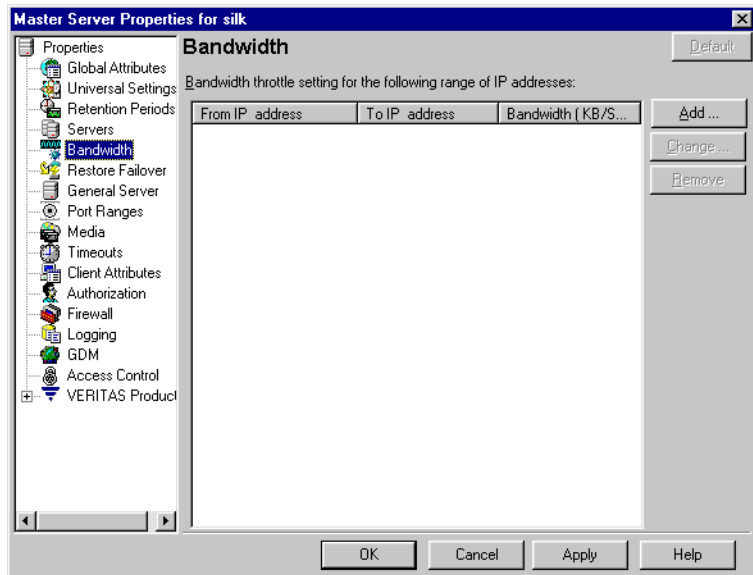 Master Server Properties for silk
Properties
Global Attributes
Universal Settings
Retention Periods
Servers
Bandwidth
Restore Failover
General Server
Port Ranges
Media
Timeouts
Client Attributes
Authorization
Firewall
Logging
GDM
Access Control
VERITAS Product
Bandwidth
Default
Bandwidth throttle setting for the following range of IP addresses:
From IP address To IP address Bandwidth ( KB/S...
Add ...
Change ...
Remove
OK Cancel Apply Help